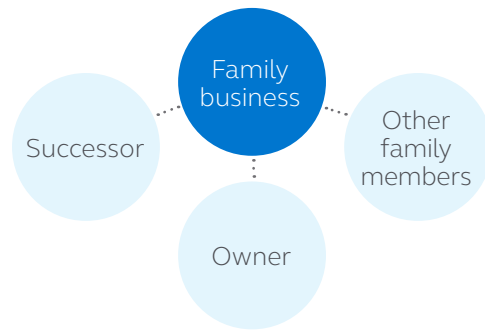 Family
business
Successor
Other
family
members
Owner